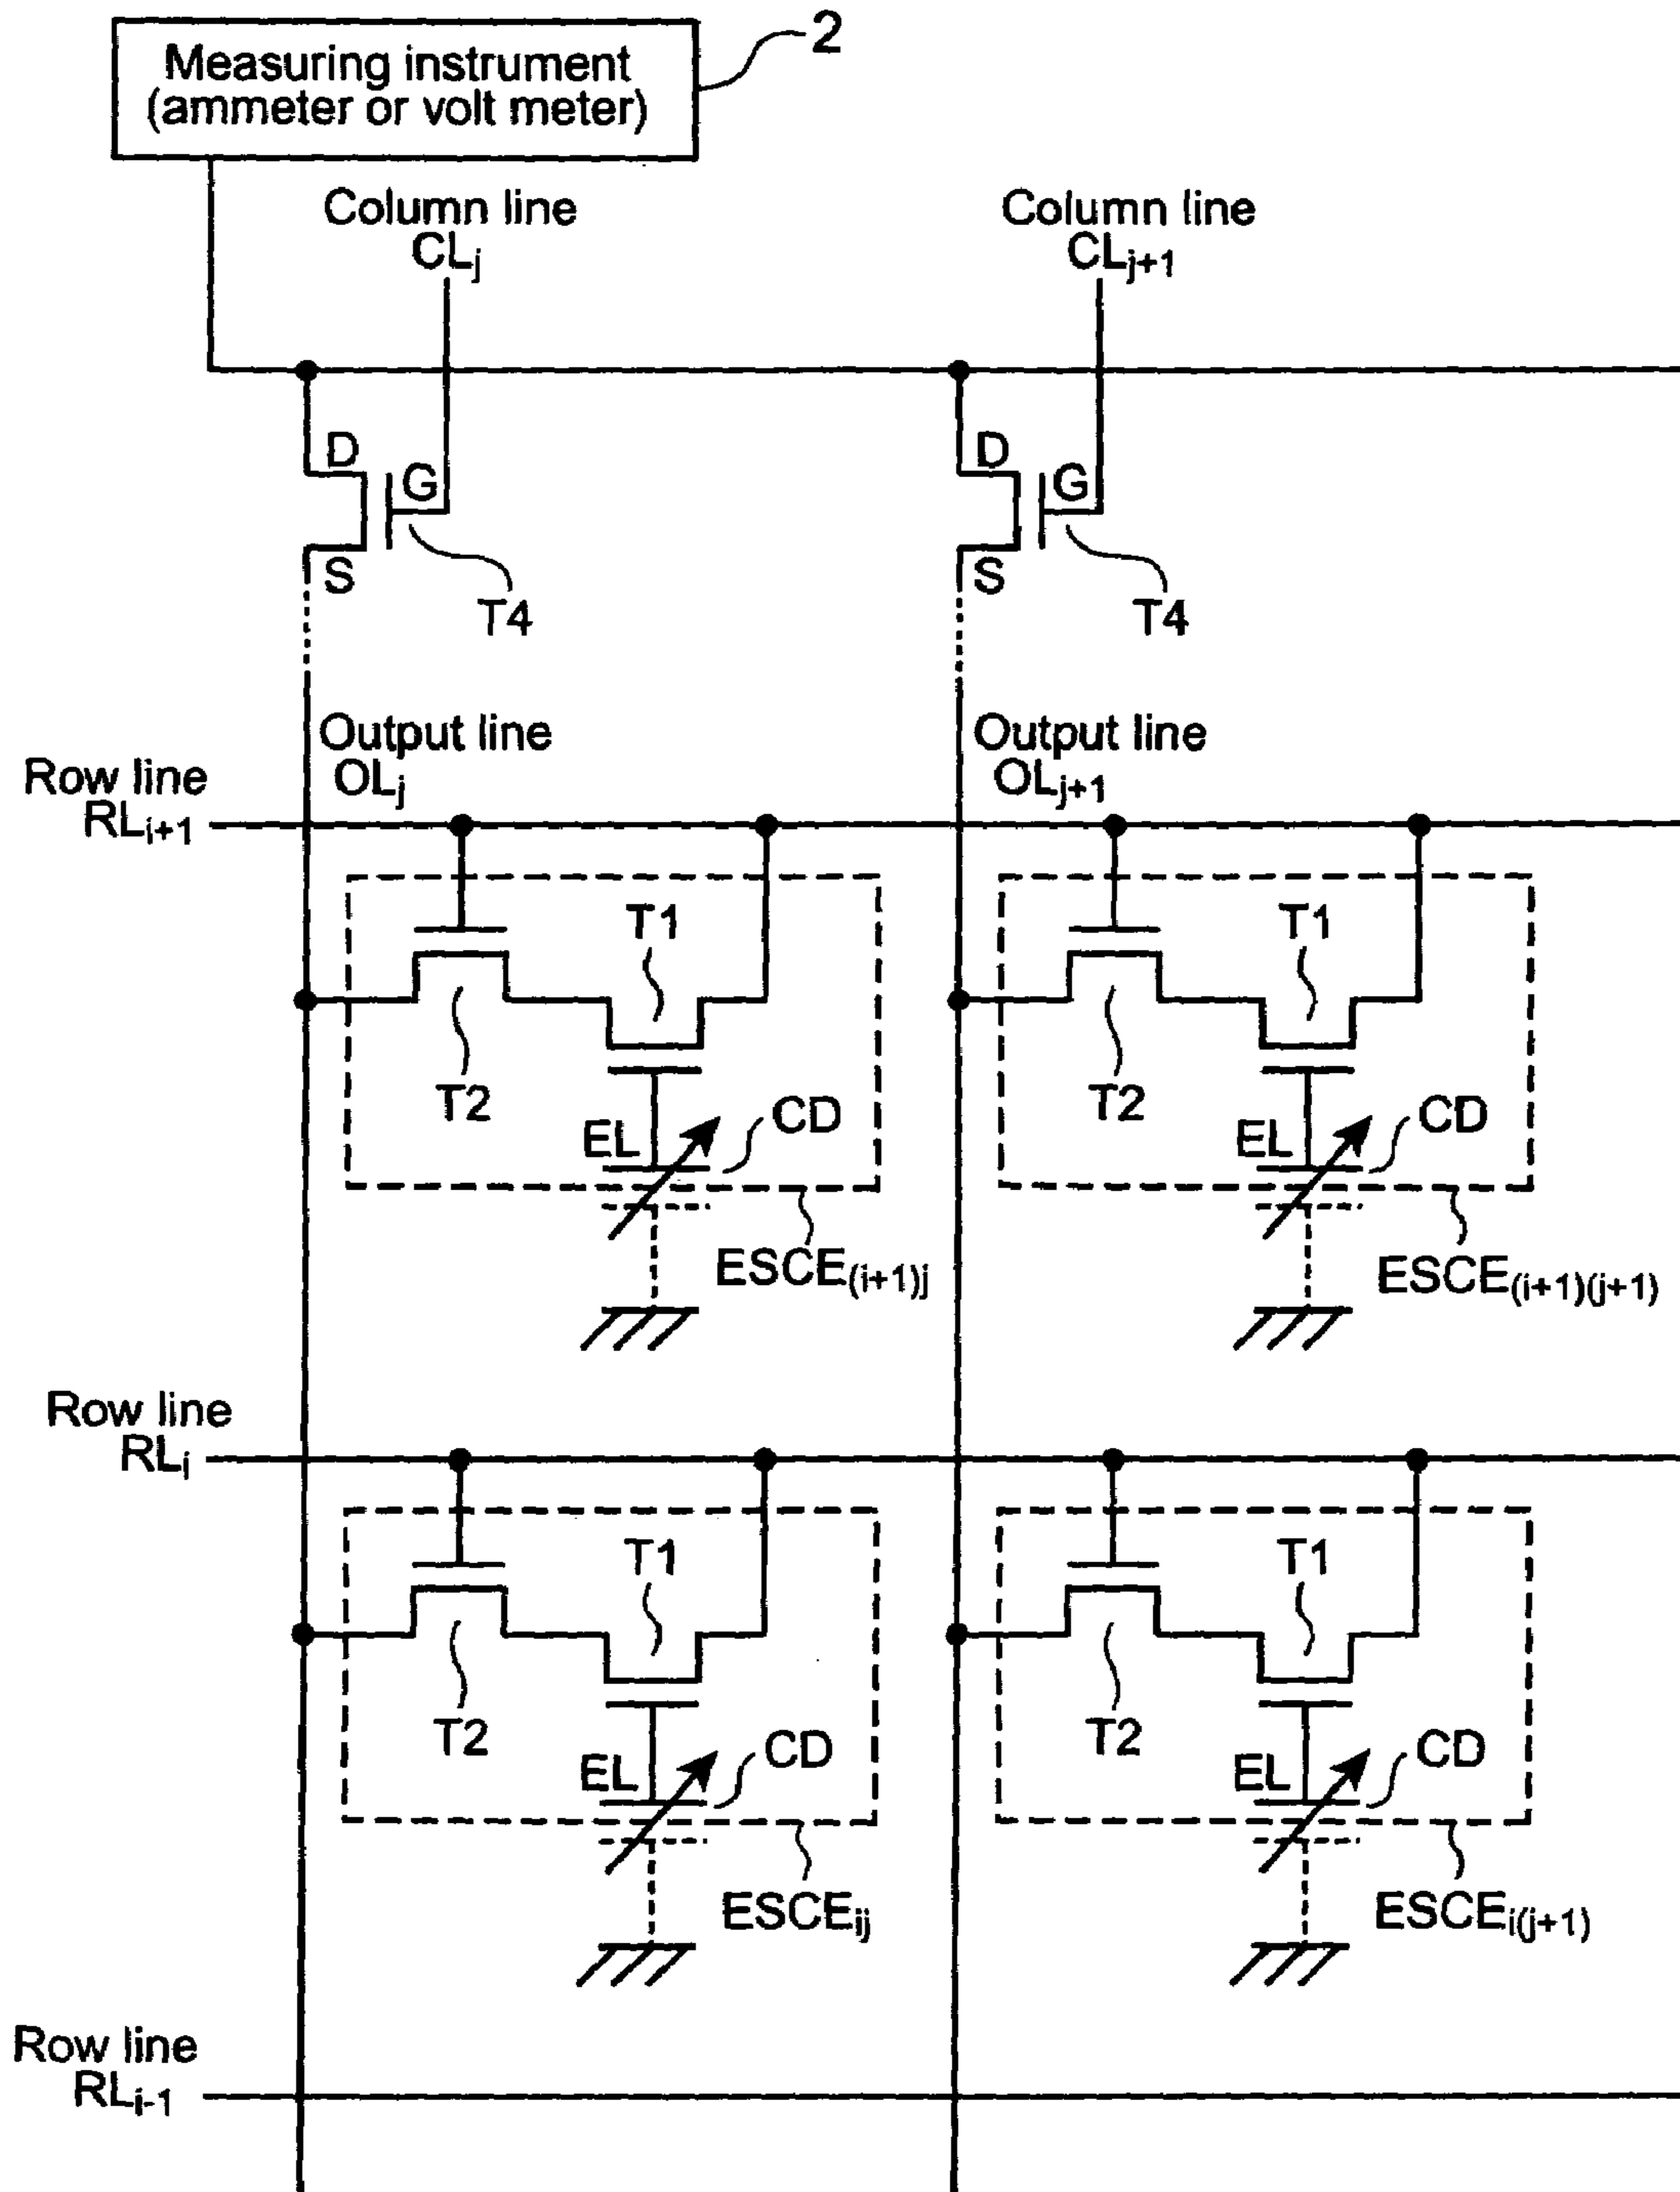 Measuring instrument
(ammeter or volt meter)
2
Column line
CLj
Column line
CLj+1
D
G
S
T4
D
G
S
T4
Output line
OLj
Output line
OLj+1
Row line
RLi+1
T1
T2
EL
CD
ESCE(i+1)j
T1
T2
EL
CD
ESCE(i+1)(j+1)
Row line
RLi
T1
T2
EL
CD
ESCEij
T1
T2
EL
CD
ESCEi(j+1)
Row line
RLi-1